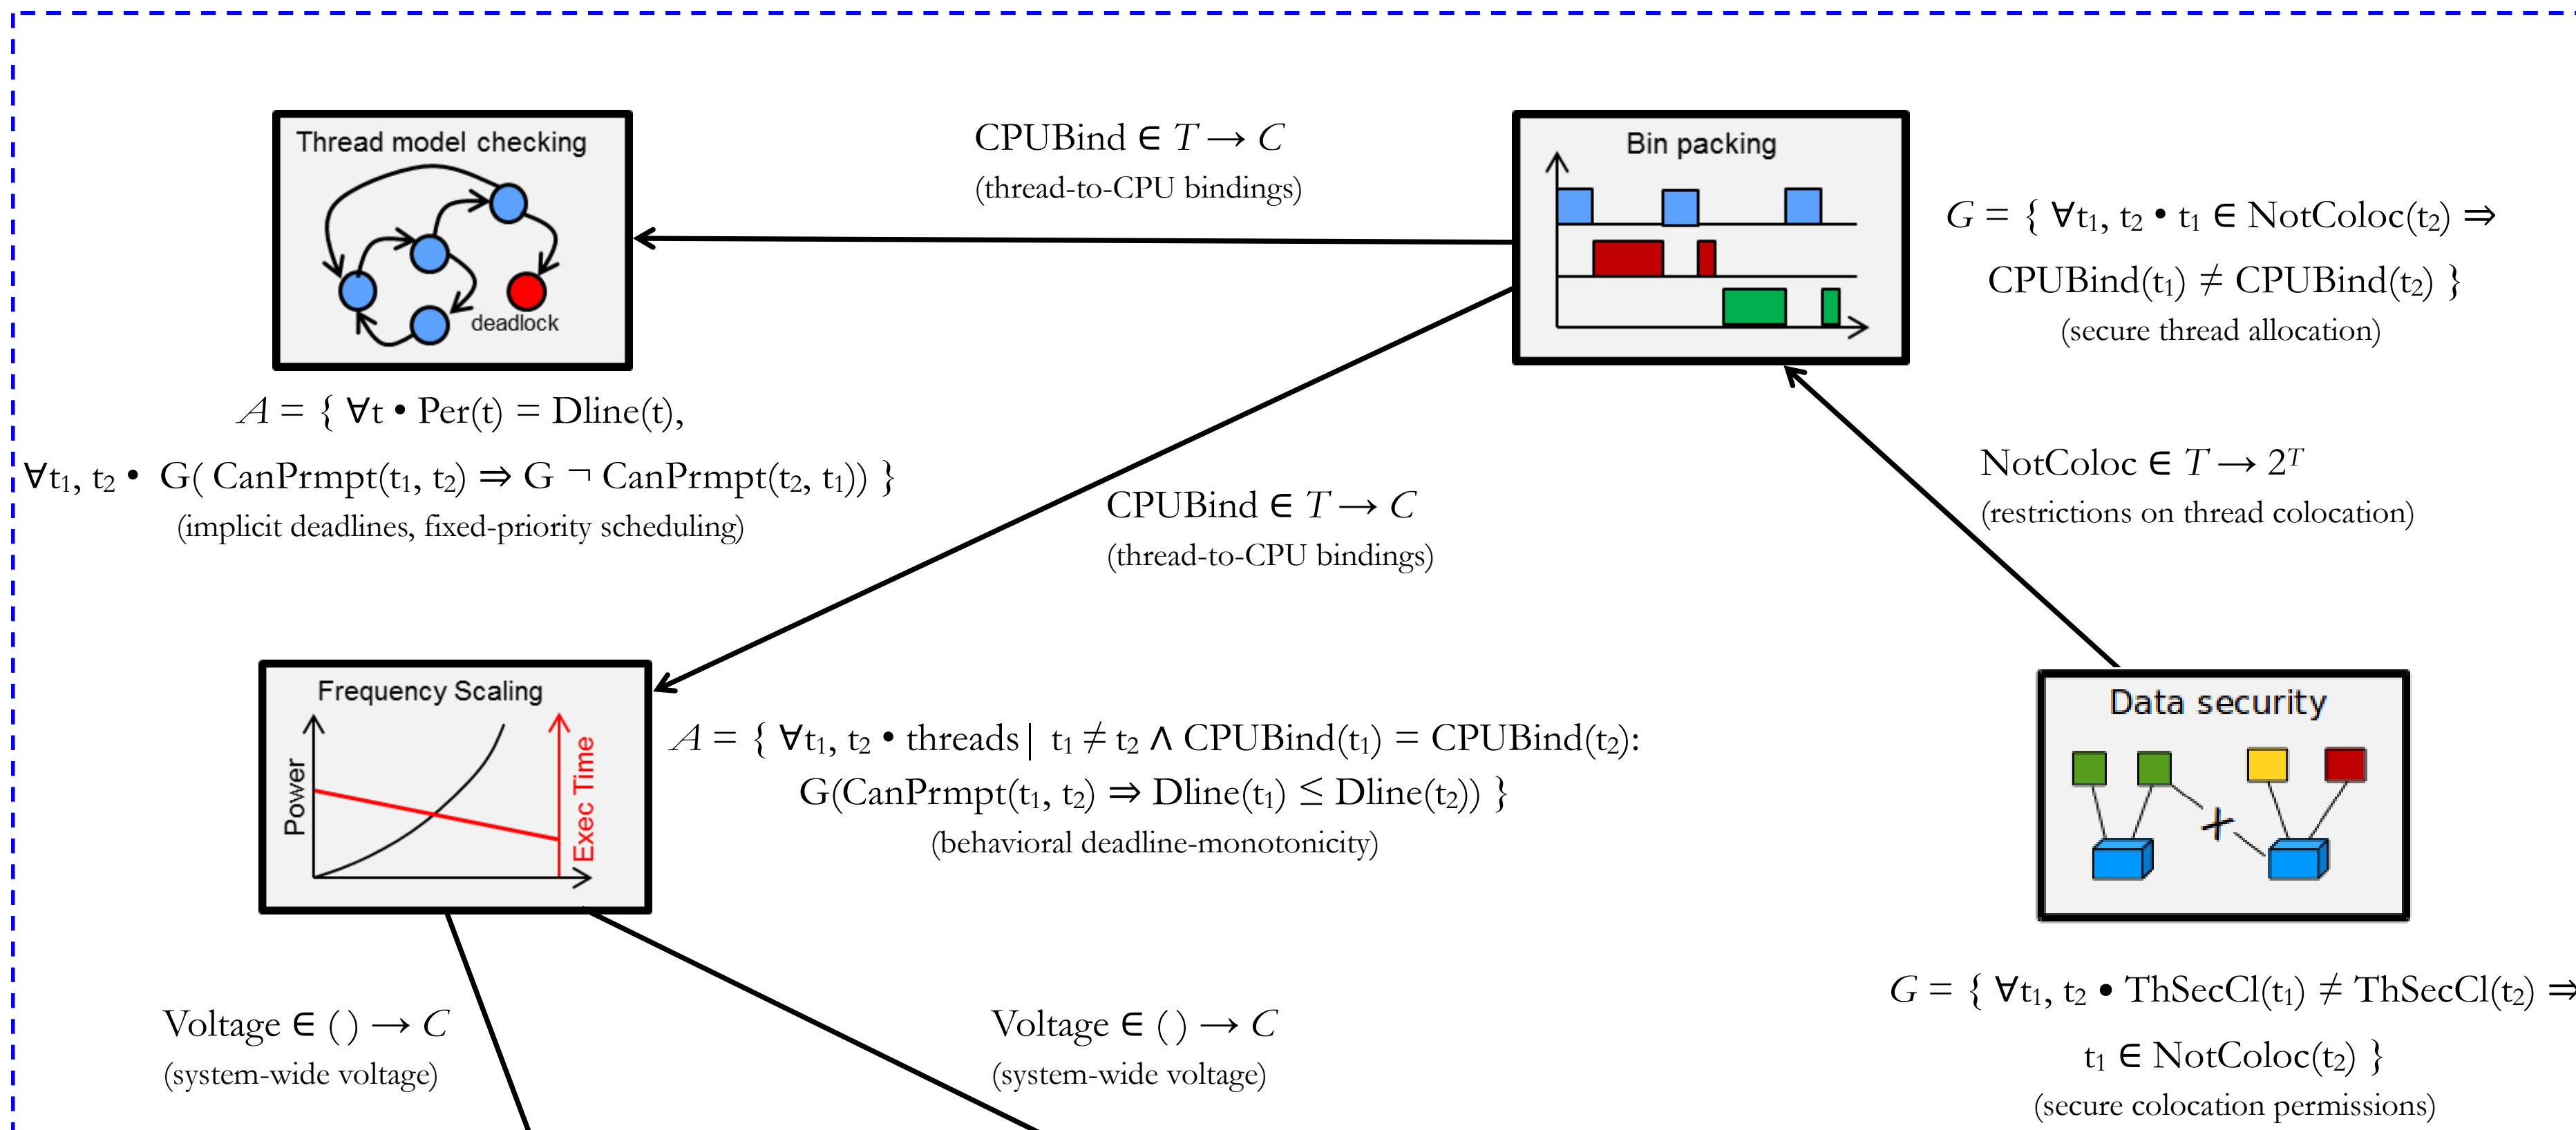 Thread model checking
deadlock
CPUBind ∈ T → C
(thread-to-CPU bindings)
Bin packing
G = { ∀t₁, t₂ • t₁ ∈ NotColoc(t₂) ⇒
CPUBind(t₁) ≠ CPUBind(t₂) }
(secure thread allocation)
A = { ∀t • Per(t) = Dline(t),
∀t₁, t₂ • G( CanPrmpt(t₁, t₂) ⇒ G ¬ CanPrmpt(t₂, t₁)) }
(implicit deadlines, fixed-priority scheduling)
CPUBind ∈ T → C
(thread-to-CPU bindings)
NotColoc ∈ T → 2ᵀ
(restrictions on thread colocation)
Frequency Scaling
Power
Exec Time
A = { ∀t₁, t₂ • threads| t₁ ≠ t₂ ∧ CPUBind(t₁) = CPUBind(t₂):
G(CanPrmpt(t₁, t₂) ⇒ Dline(t₁) ≤ Dline(t₂)) }
(behavioral deadline-monotonicity)
Data security
Voltage ∈ ( ) → C
(system-wide voltage)
Voltage ∈ ( ) → C
(system-wide voltage)
G = { ∀t₁, t₂ • ThSecCl(t₁) ≠ ThSecCl(t₂) ⇒
t₁ ∈ NotColoc(t₂) }
(secure colocation permissions)